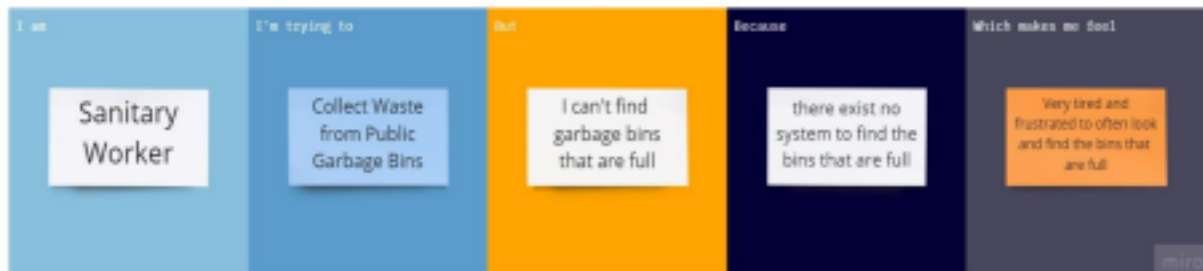 I am
Sanitary
Worker
I'm trying to
Collect Waste
from Public
Garbage Bins
But
I can't find
garbage bins
that are full
Because
there exist no
system to find the
bins that are full
Which makes me feel
Very tired and
frustrated to often look
and find the bins that
are full
miro